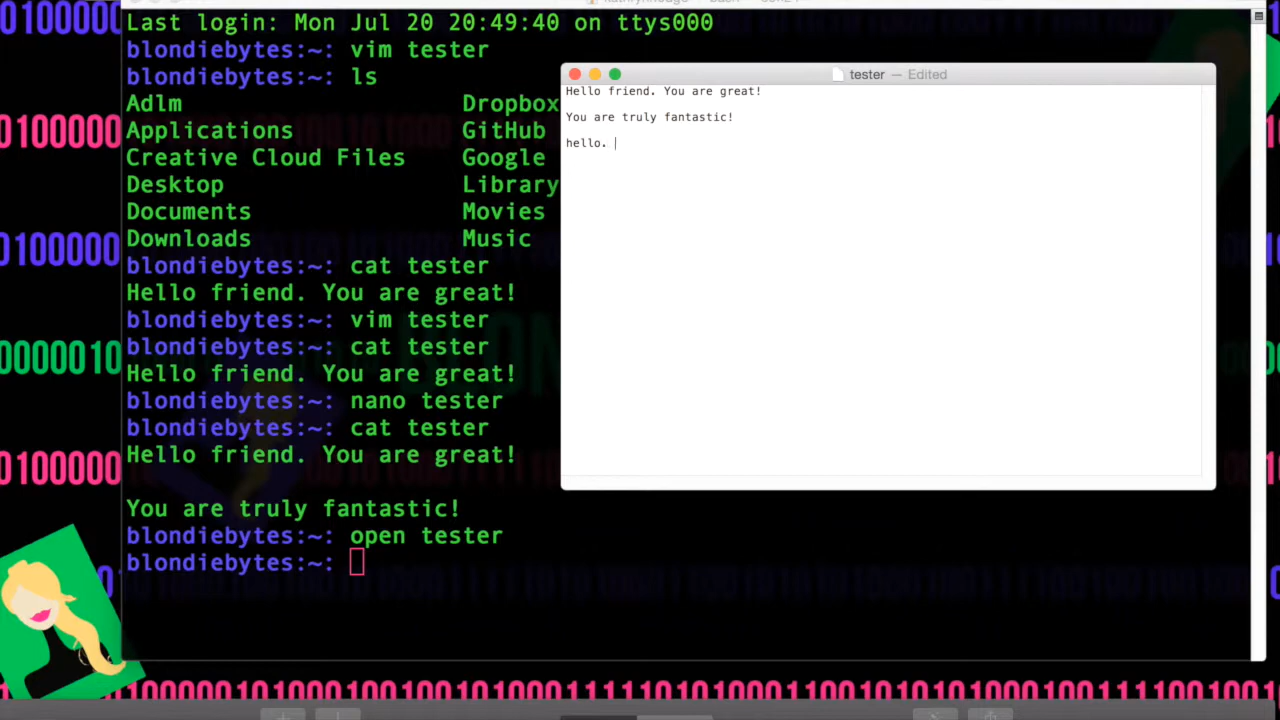 Last login: Mon Jul 20 20:49:40 on ttys000
blondiebytes:~: vim tester
blondiebytes:~: ls
Adlm Dropbox
Applications GitHub
Creative Cloud Files Google
Desktop Library
Documents Movies
Downloads Music
blondiebytes:~: cat tester
Hello friend. You are great!
blondiebytes:~: vim tester
blondiebytes:~: cat tester
Hello friend. You are great!
blondiebytes:~: nano tester
blondiebytes:~: cat tester
Hello friend. You are great!
You are truly fantastic!
blondiebytes:~: open tester
blondiebytes:~:
tester — Edited
Hello friend. You are great!
You are truly fantastic!
hello.